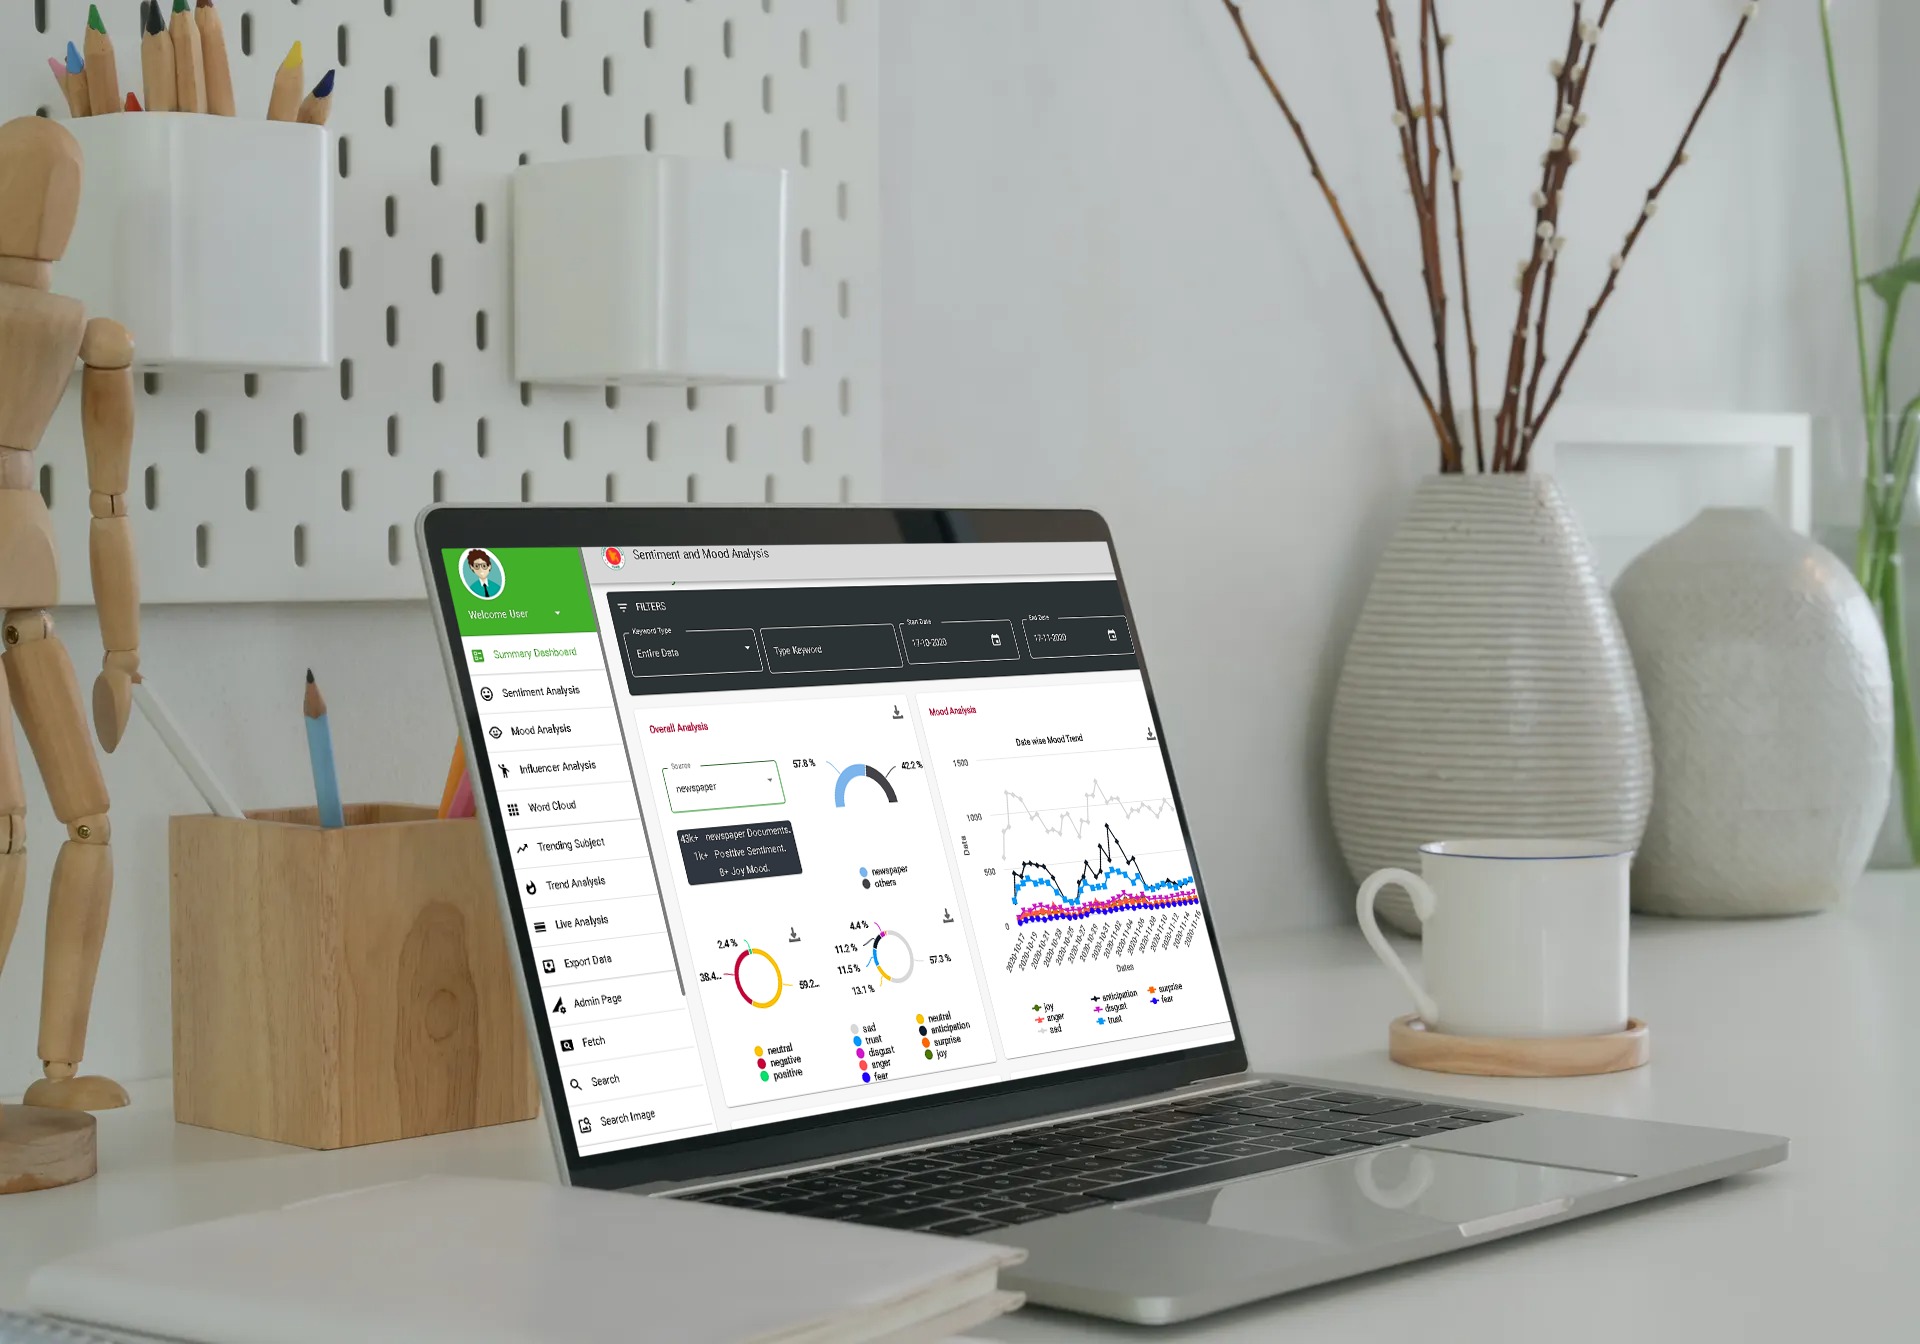 Sentiment and Mood Analysis
Welcome User
Summary Dashboard
Sentiment Analysis
Mood Analysis
Influencer Analysis
Word Cloud
Trending Subject
Trend Analysis
Live Analysis
Export Data
Admin Page
Fetch
Search
Search Image
FILTERS
Keyword Type
Entire Data
Type Keyword
Start Date
17-10-2020
End Date
17-11-2020
Overall Analysis
Source
newspaper
43k+ newspaper Documents.
1k+ Positive Sentiment.
8+ Joy Mood.
57.8 %
42.2%
newspaper
others
2.4 %
38.4...
59.2...
neutral
negative
positive
4.4 %
11.2 %
11.5 %
13.1 %
57.3 %
sad
trust
disgust
anger
fear
neutral
anticipation
surprise
joy
Mood Analysis
Date wise Mood Trend
1500
1000
500
0
Data
2020-10-17
2020-10-19
2020-10-21
2020-10-23
2020-10-25
2020-10-27
2020-10-29
2020-10-31
2020-11-02
2020-11-04
2020-11-06
2020-11-08
2020-11-10
2020-11-12
2020-11-14
2020-11-16
Dates
joy
anger
sad
anticipation
disgust
trust
surprise
fear